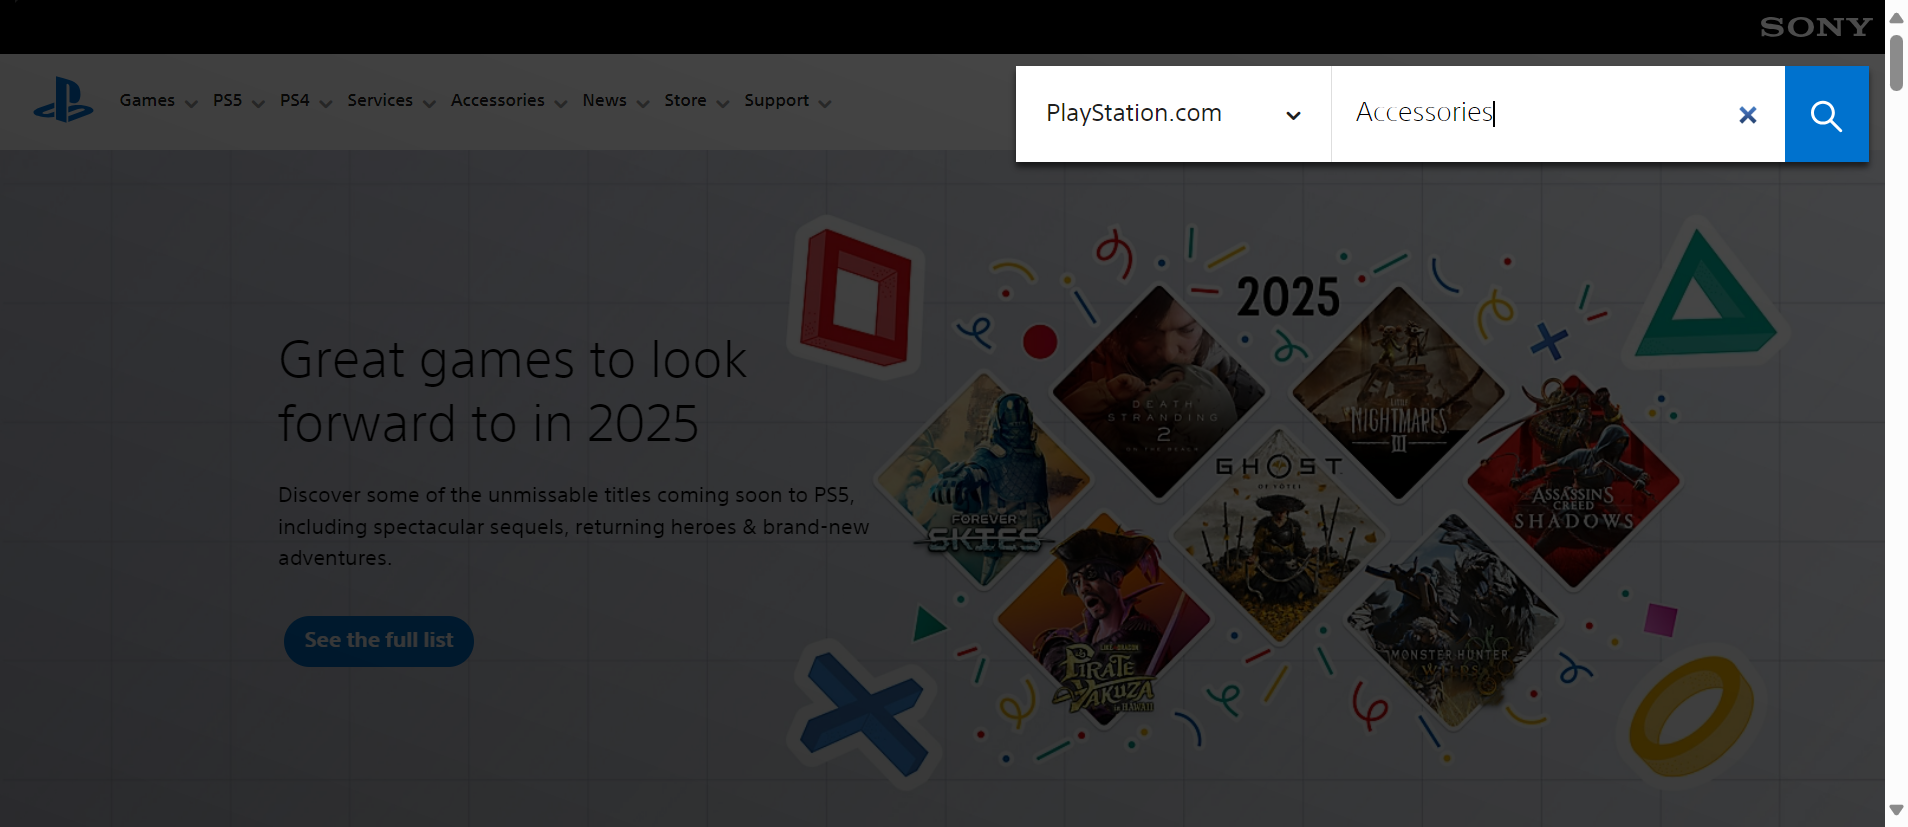 SONY
Games PS5 PS4 Services Accessories News Store Support
PlayStation.com
Accessories
2025
Great games to look
forward to in 2025
Discover some of the unmissable titles coming soon to PS5,
including spectacular sequels, returning heroes & brand-new
adventures.
See the full list
DEATH
STRANDING
2
ON THE BEACH
LITTLE
NIGHTMARES
III
GHOST
OF YŌTEI
ASSASSIN'S
CREED
SHADOWS
FOREVER
SKIES
LIKE A DRAGON
PIRATE
YAKUZA
IN HAWAII
MONSTER HUNTER
WILDS